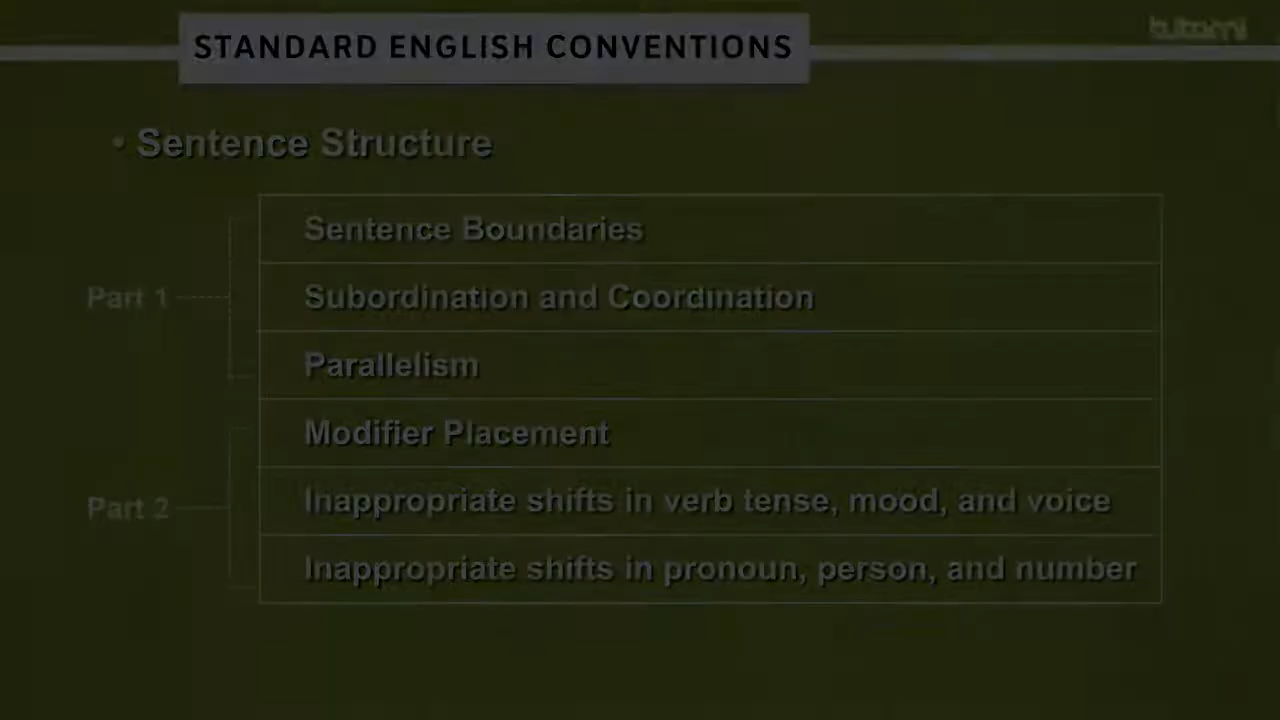 tutormi
STANDARD ENGLISH CONVENTIONS
• Sentence Structure
Sentence Boundaries
Part 1
Subordination and Coordination
Parallelism
Modifier Placement
Part 2
Inappropriate shifts in verb tense, mood, and voice
Inappropriate shifts in pronoun, person, and number